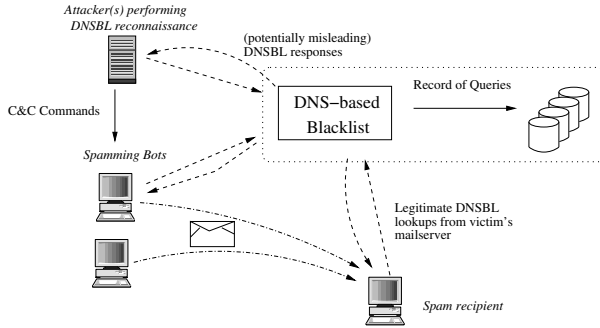 Attacker(s) performing
DNSBL reconnaissance
(potentially misleading)
DNSBL responses
C&C Commands
DNS-based
Blacklist
Record of Queries
Spamming Bots
Legitimate DNSBL
lookups from victim's
mailserver
Spam recipient